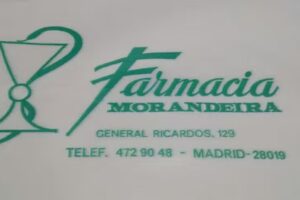 Farmacia
MORANDEIRA
GENERAL RICARDOS, 129
TELEF. 472 90 48 - MADRID-28019